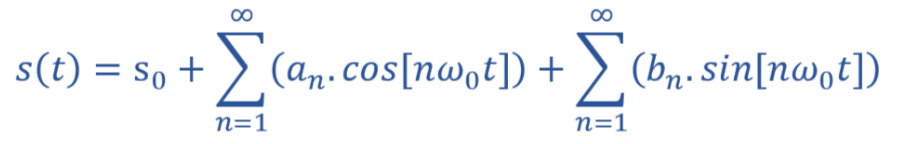 s(t) = s₀ + ∑_{n=1}^{∞} (aₙ.cos[nω₀t]) + ∑_{n=1}^{∞} (bₙ.sin[nω₀t])